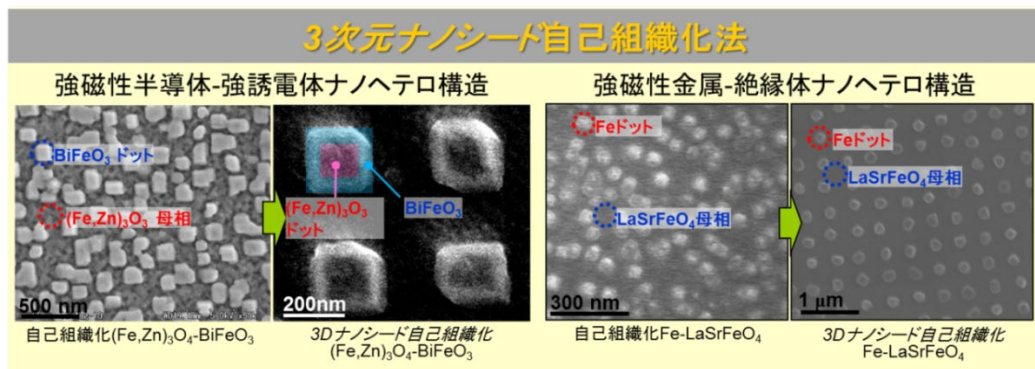 3次元ナノシード自己組織化法
強磁性半導体-強誘電体ナノヘテロ構造
BiFeO3 ドット
(Fe,Zn)3O3 母相
500 nm
(Fe,Zn)3O3
ドット
BiFeO3
200nm
自己組織化(Fe,Zn)3O4-BiFeO3
3Dナノシード自己組織化
(Fe,Zn)3O4-BiFeO3
強磁性金属-絶縁体ナノヘテロ構造
Feドット
LaSrFeO4母相
300 nm
Feドット
LaSrFeO4母相
1 μm
自己組織化Fe-LaSrFeO4
3Dナノシード自己組織化
Fe-LaSrFeO4